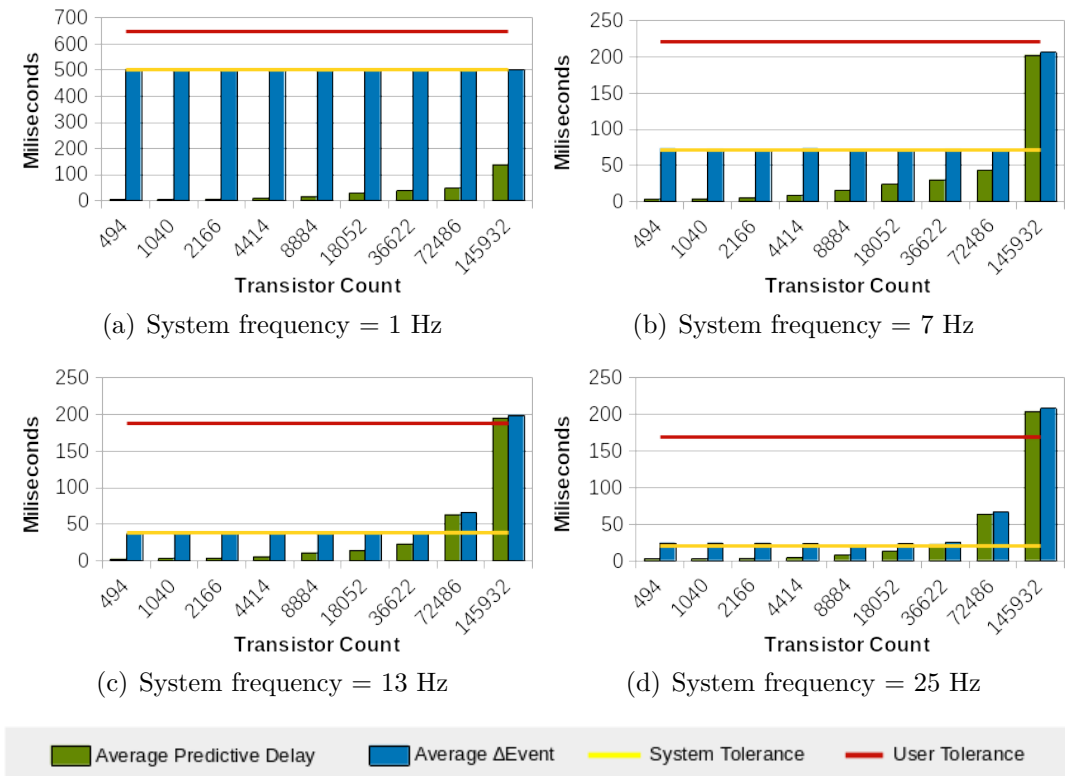 700
600
500
400
300
200
100
0
Miliseconds
494 1040 2166 4414 8884 18052 36622 72486 145932
Transistor Count
(a) System frequency = 1 Hz
250
200
150
100
50
0
Miliseconds
494 1040 2166 4414 8884 18052 36622 72486 145932
Transistor Count
(b) System frequency = 7 Hz
250
200
150
100
50
0
Miliseconds
494 1040 2166 4414 8884 18052 36622 72486 145932
Transistor Count
(c) System frequency = 13 Hz
250
200
150
100
50
0
Miliseconds
494 1040 2166 4414 8884 18052 36622 72486 145932
Transistor Count
(d) System frequency = 25 Hz
Average Predictive Delay Average ΔEvent System Tolerance User Tolerance